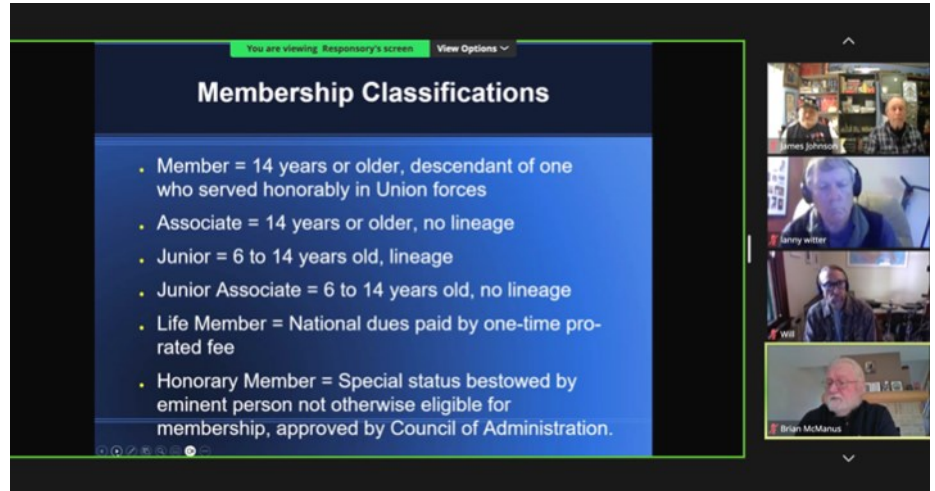 You are viewing Responsory's screen
View Options
Membership Classifications
Member = 14 years or older, descendant of one
who served honorably in Union forces
Associate = 14 years or older, no lineage
Junior = 6 to 14 years old, lineage
Junior Associate = 6 to 14 years old, no lineage
Life Member = National dues paid by one-time pro-
rated fee
Honorary Member = Special status bestowed by
eminent person not otherwise eligible for
membership, approved by Council of Administration.
James Johnson
lanny witter
Will
Brian McManus